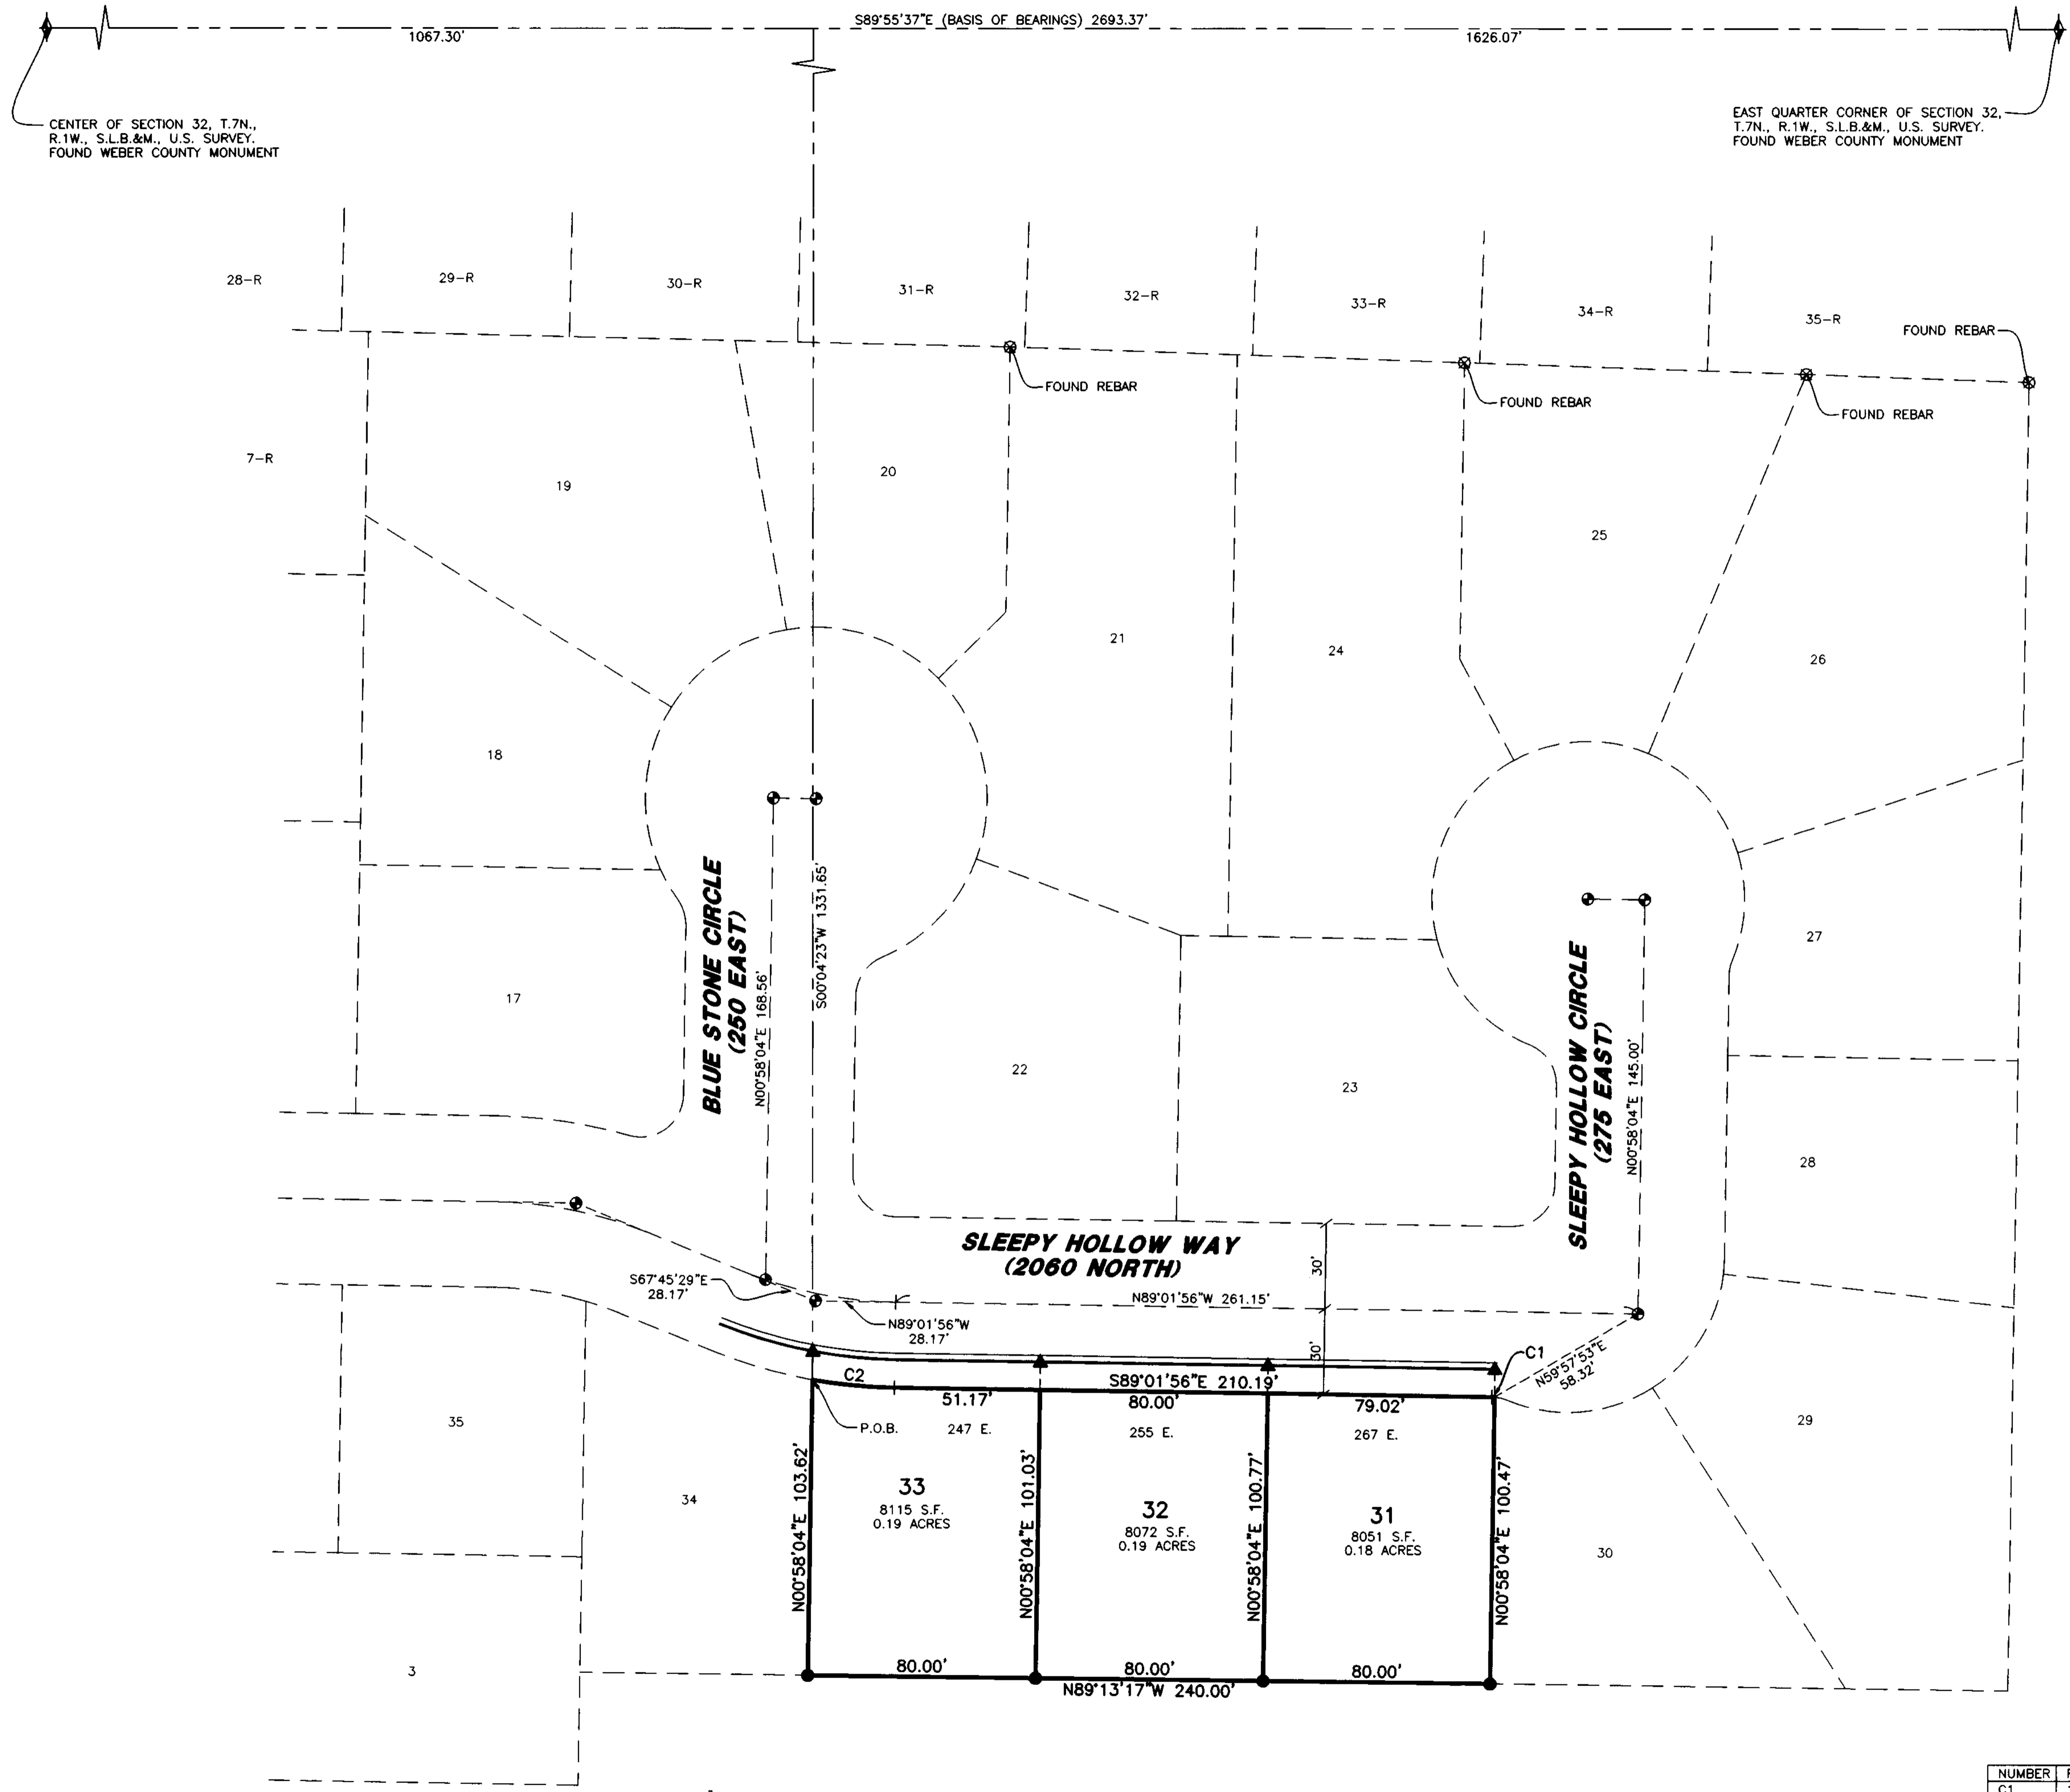 S89°55'37"E (BASIS OF BEARINGS) 2693.37'
1067.30'
1626.07'
CENTER OF SECTION 32, T.7N.,
R.1W., S.L.B.&M., U.S. SURVEY.
FOUND WEBER COUNTY MONUMENT
EAST QUARTER CORNER OF SECTION 32,
T.7N., R.1W., S.L.B.&M., U.S. SURVEY.
FOUND WEBER COUNTY MONUMENT
28-R
29-R
30-R
31-R
32-R
33-R
34-R
35-R
FOUND REBAR
FOUND REBAR
FOUND REBAR
FOUND REBAR
7-R
19
20
25
21
24
26
18
BLUE STONE CIRCLE
(250 EAST)
N00°58'04"E 168.56'
S00°04'23"W 1331.65'
17
22
23
SLEEPY HOLLOW CIRCLE
(275 EAST)
N00°58'04"E 145.00'
27
28
SLEEPY HOLLOW WAY
(2060 NORTH)
30'
S67°45'29"E
28.17'
N89°01'56"W 261.15'
N89°01'56"W
28.17'
30'
C1
N59°57'53"E
58.32'
C2
S89°01'56"E 210.19'
51.17'
80.00'
79.02'
P.O.B.
247 E.
255 E.
267 E.
35
29
34
N00°58'04"E 103.62'
33
8115 S.F.
0.19 ACRES
N00°58'04"E 101.03'
32
8072 S.F.
0.19 ACRES
N00°58'04"E 100.77'
31
8051 S.F.
0.18 ACRES
N00°58'04"E 100.47'
30
3
80.00'
80.00'
80.00'
N89°13'17"W 240.00'
NUMBER
C1